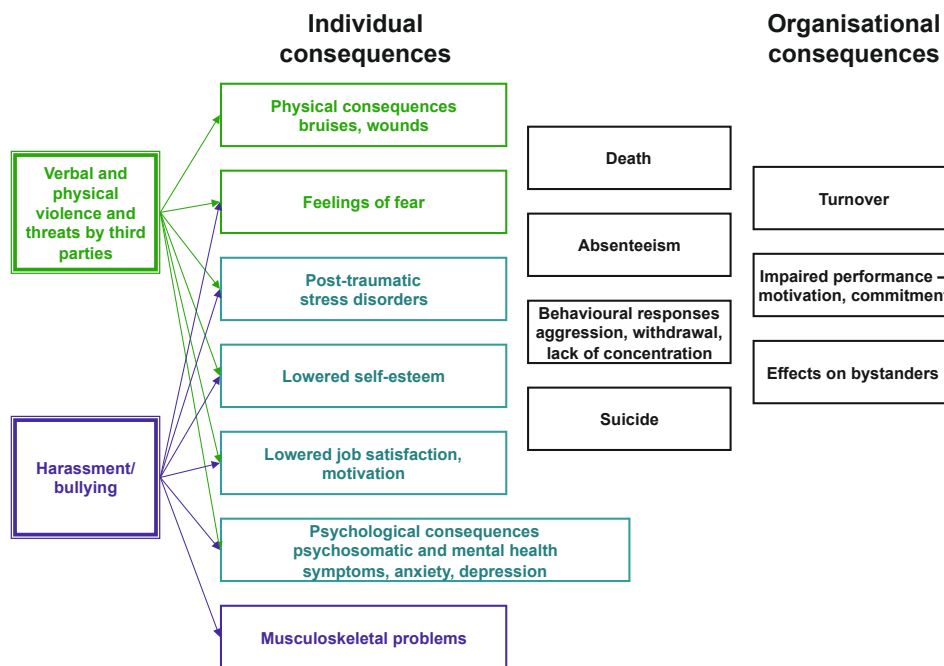 Individual
consequences
Organisational
consequences
Verbal and
physical
violence and
threats by third
parties
Harassment/
bullying
Physical consequences
bruises, wounds
Feelings of fear
Post-traumatic
stress disorders
Lowered self-esteem
Lowered job satisfaction,
motivation
Psychological consequences
psychosomatic and mental health
symptoms, anxiety, depression
Musculoskeletal problems
Death
Absenteeism
Behavioural responses
aggression, withdrawal,
lack of concentration
Suicide
Turnover
Impaired performance –
motivation, commitment
Effects on bystanders